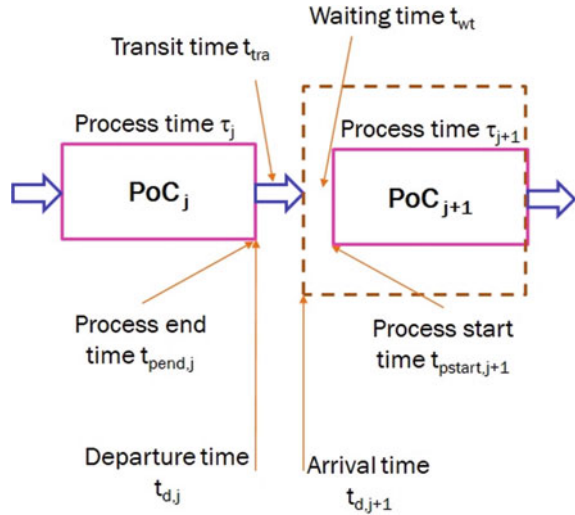 Waiting time t_wt
Transit time t_tra
Process time τ_j
Process time τ_j+1
PoC_j
PoC_j+1
Process end
time t_pend,j
Process start
time t_pstart,j+1
Departure time
t_d,j
Arrival time
t_d,j+1